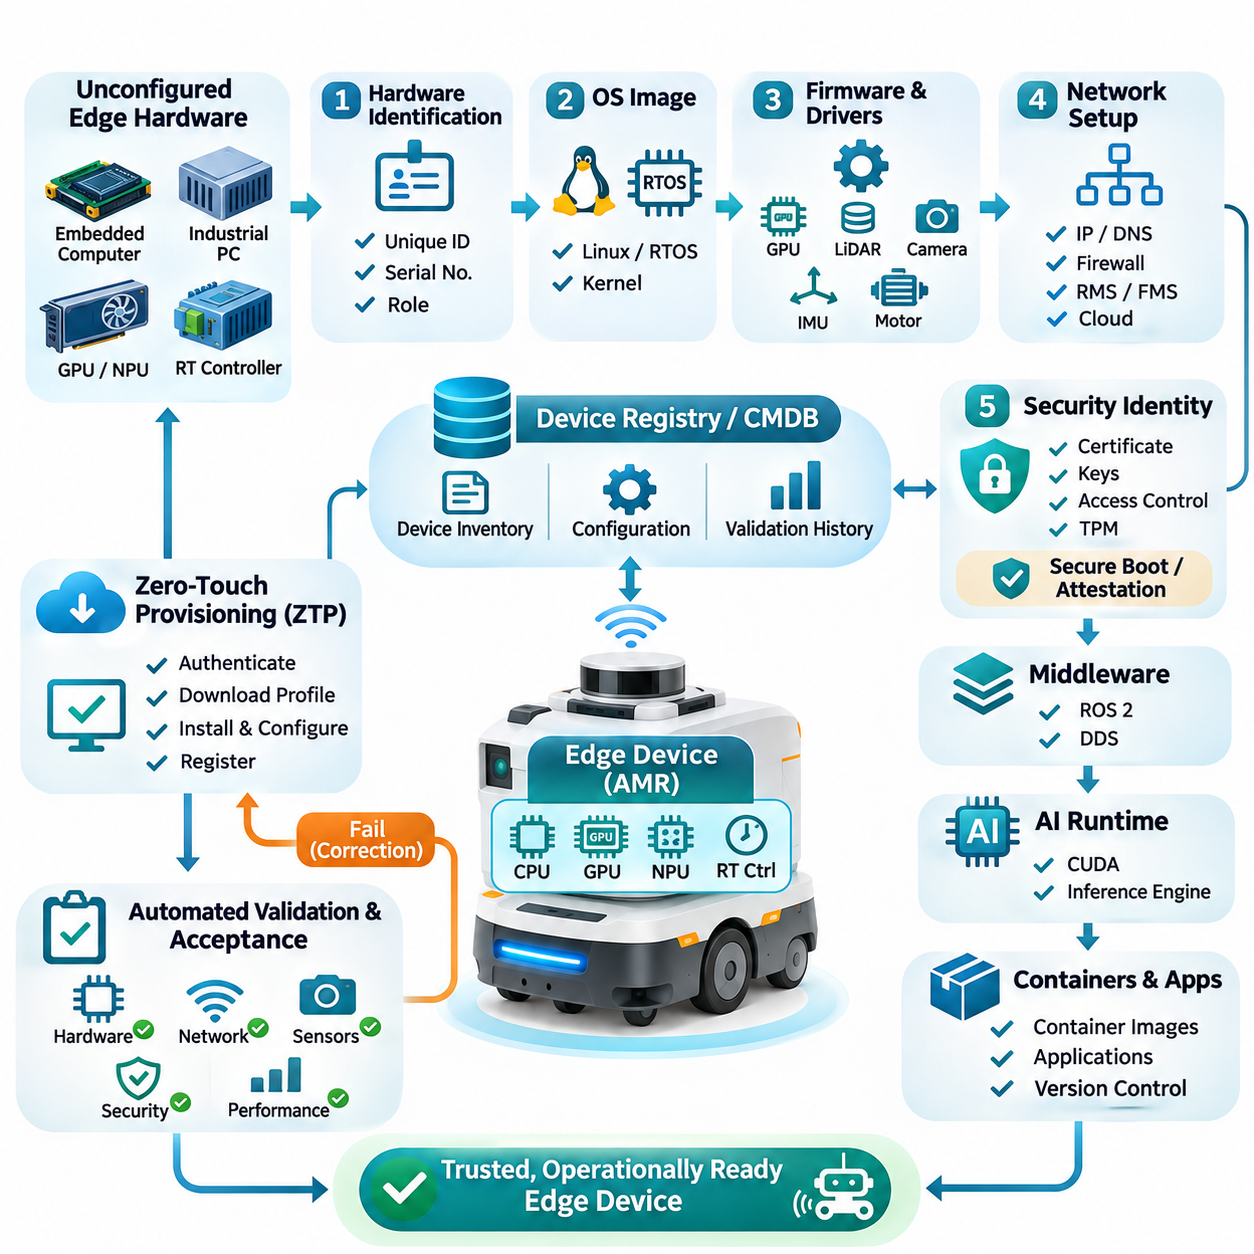 Unconfigured
Edge Hardware
Embedded
Computer
Industrial
PC
GPU / NPU
RT Controller
1
Hardware
Identification
Unique ID
Serial No.
Role
2
OS Image
RTOS
Linux / RTOS
Kernel
3
Firmware &
Drivers
GPU
GPU
LiDAR
Camera
IMU
Motor
4
Network
Setup
IP / DNS
Firewall
RMS / FMS
Cloud
Device Registry / CMDB
Device Inventory
Configuration
Validation History
5
Security Identity
Certificate
Keys
Access Control
TPM
Secure Boot /
Attestation
Zero-Touch
Provisioning (ZTP)
Authenticate
Download Profile
Install & Configure
Register
Edge Device
(AMR)
CPU
GPU
GPU
NPU
RT Ctrl
Middleware
ROS 2
DDS
AI
AI Runtime
CUDA
Inference Engine
Fail
(Correction)
Automated Validation &
Acceptance
Hardware
Network
Sensors
Security
Performance
Containers & Apps
Container Images
Applications
Version Control
Trusted, Operationally Ready
Edge Device